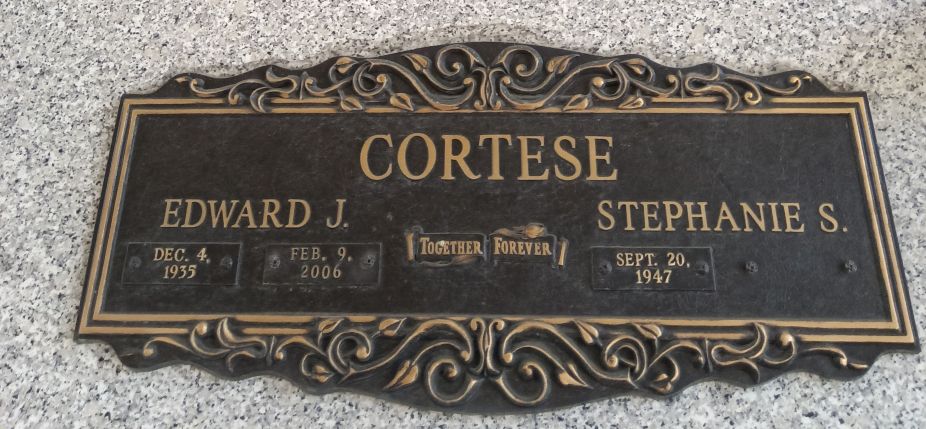 CORTESE
EDWARD J.
STEPHANIE S.
DEC. 4,
1935
FEB. 9,
2006
TOGETHER FOREVER
SEPT. 20,
1947